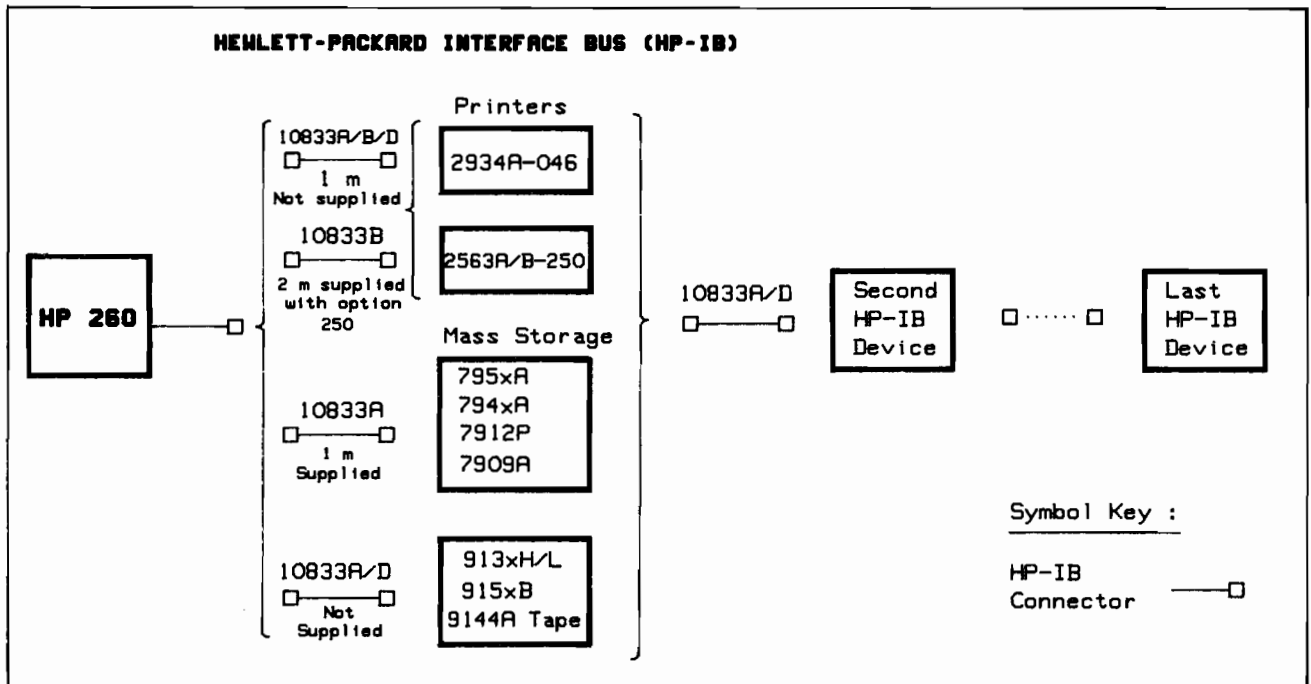 HEWLETT-PACKARD INTERFACE BUS (HP-IB)
HP 260
10833A/B/D
1 m
Not supplied
10833B
2 m supplied
with option
250
10833A
1 m
Supplied
10833A/D
Not
Supplied
Printers
2934A-046
2563A/B-250
Mass Storage
795xA
794xA
7912P
7909A
913xH/L
915xB
9144A Tape
10833A/D
Second
HP-IB
Device
Last
HP-IB
Device
Symbol Key :
HP-IB
Connector